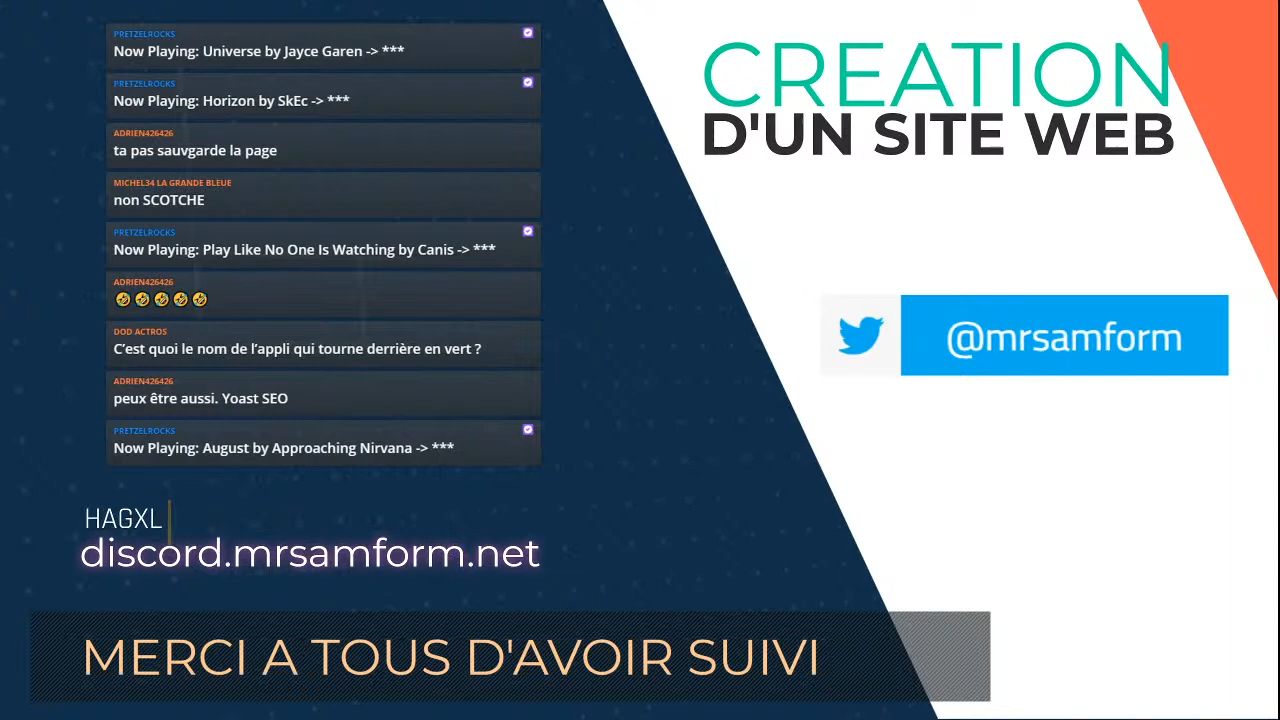 PRETZELROCKS
Now Playing: Universe by Jayce Garen -> ***
PRETZELROCKS
Now Playing: Horizon by SkEc -> ***
ADRIEN426426
ta pas sauvgarde la page
MICHEL34 LA GRANDE BLEUE
non SCOTCHE
PRETZELROCKS
Now Playing: Play Like No One Is Watching by Canis -> ***
ADRIEN426426
🤣🤣🤣🤣🤣
DOD ACTROS
C’est quoi le nom de l’appli qui tourne derrière en vert ?
ADRIEN426426
peux être aussi. Yoast SEO
PRETZELROCKS
Now Playing: August by Approaching Nirvana -> ***
HAGXL
discord.mrsamform.net
MERCI A TOUS D'AVOIR SUIVI
CREATION
D'UN SITE WEB
@mrsamform